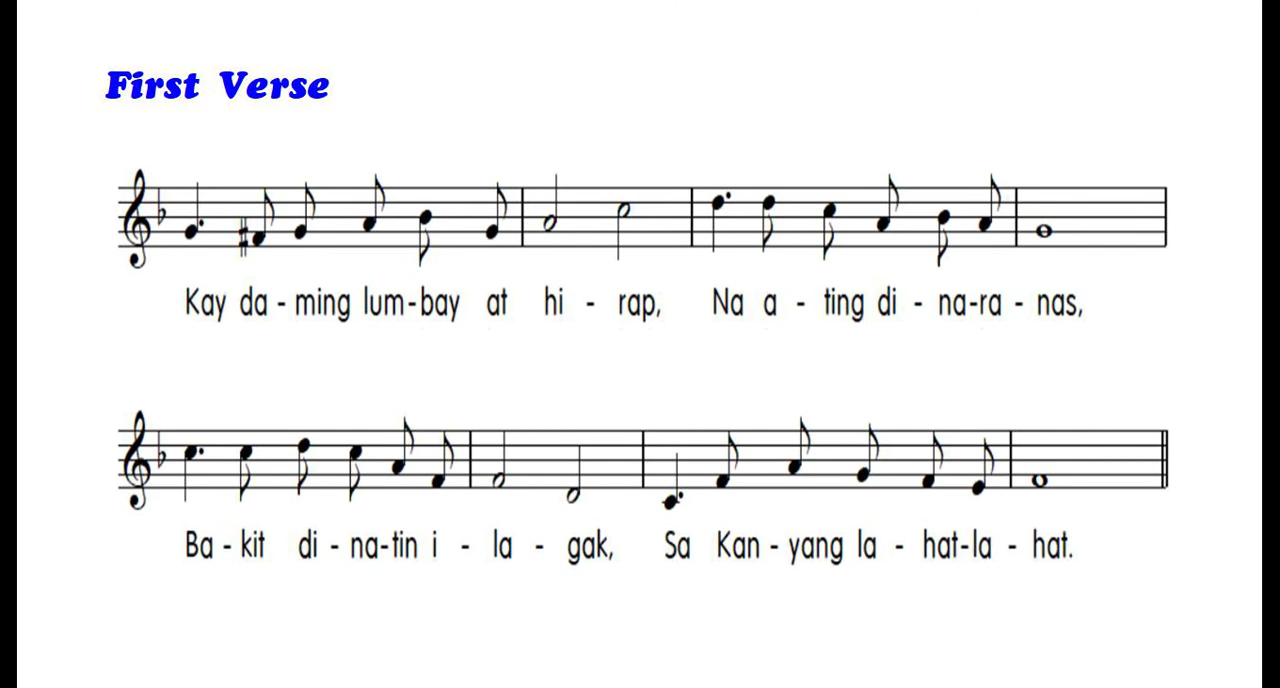 First Verse
Kay da - ming lum - bay at hi - rap, Na a - ting di - na - ra - nas,
Ba - kit di - na - tin i - la - gak, Sa Kan - yang la - hat - la - hat.